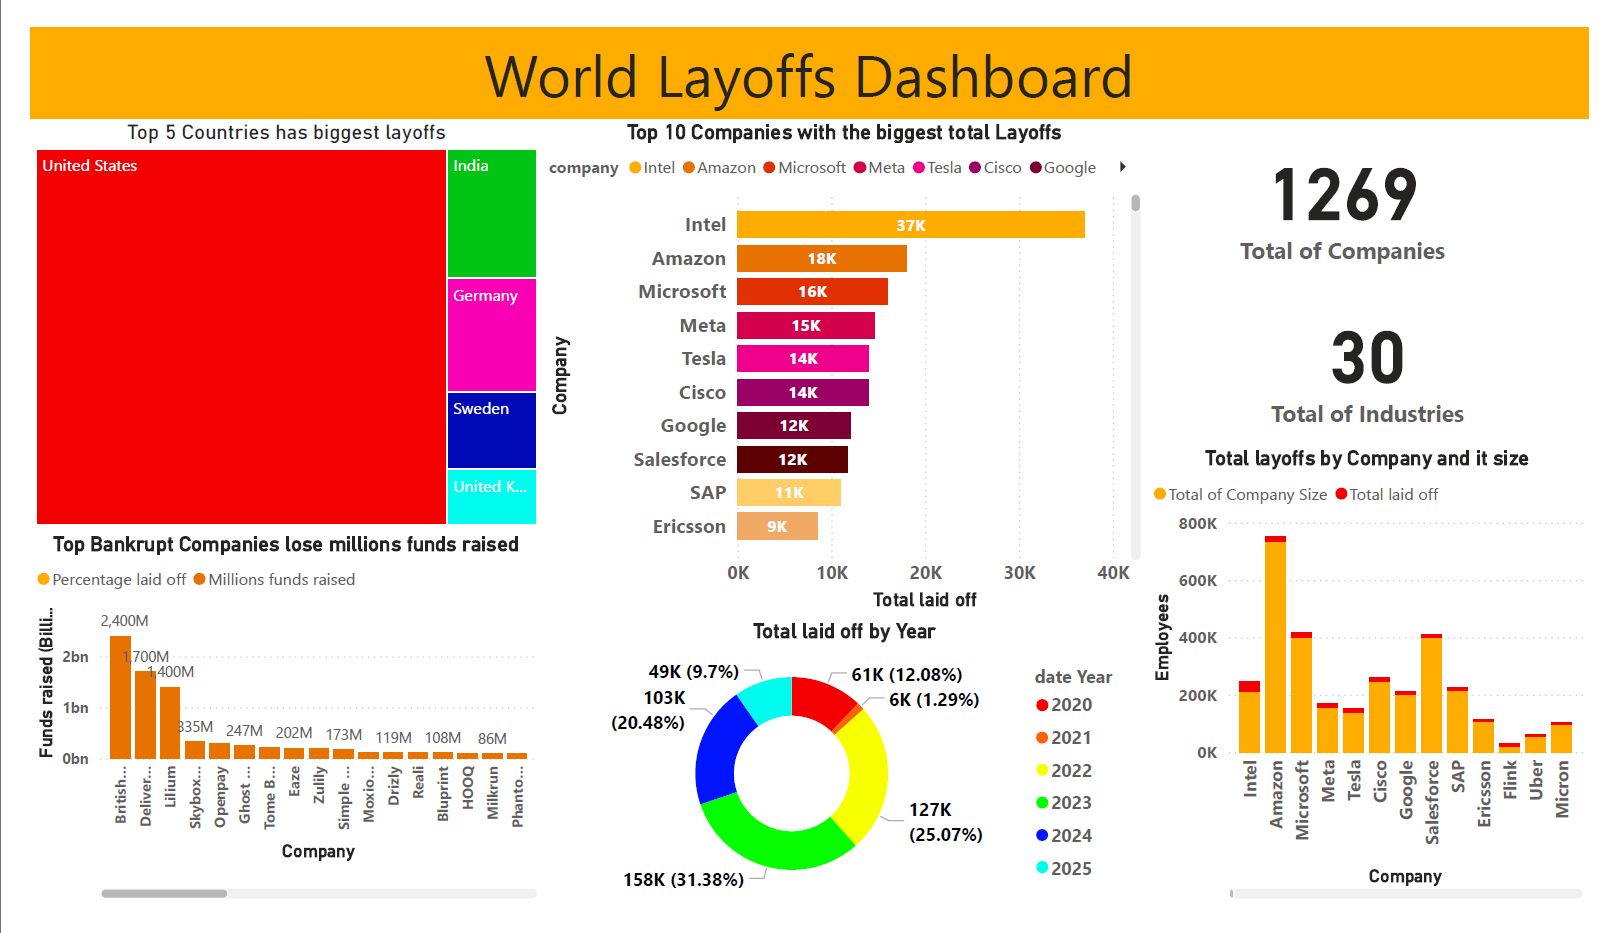 World Layoffs Dashboard
Top 5 Countries has biggest layoffs
United States
India
Germany
Sweden
United K...
Top Bankrupt Companies lose millions funds raised
Percentage laid off
Millions funds raised
Funds raised (Billi...
2bn
1bn
0bn
2,400M
1,700M
1,400M
335M
247M
202M
173M
119M
108M
86M
British...
Deliver...
Lilium
Skybox...
Openpay
Ghost ...
Tome B...
Eaze
Zulily
Simple ...
Moxio...
Drizly
Reali
Bluprint
HOOQ
Milkrun
Phanto...
Company
Top 10 Companies with the biggest total Layoffs
company Intel Amazon Microsoft Meta Tesla Cisco Google
Company
Intel 37K
Amazon 18K
Microsoft 16K
Meta 15K
Tesla 14K
Cisco 14K
Google 12K
Salesforce 12K
SAP 11K
Ericsson 9K
0K 10K 20K 30K 40K
Total laid off
Total laid off by Year
49K (9.7%)
61K (12.08%)
6K (1.29%)
103K
(20.48%)
127K
(25.07%)
158K (31.38%)
date Year
2020
2021
2022
2023
2024
2025
1269
Total of Companies
30
Total of Industries
Total layoffs by Company and it size
Total of Company Size
Total laid off
Employees
800K
600K
400K
200K
0K
Intel
Amazon
Microsoft
Meta
Tesla
Cisco
Google
Salesforce
SAP
Ericsson
Flink
Uber
Micron
Company